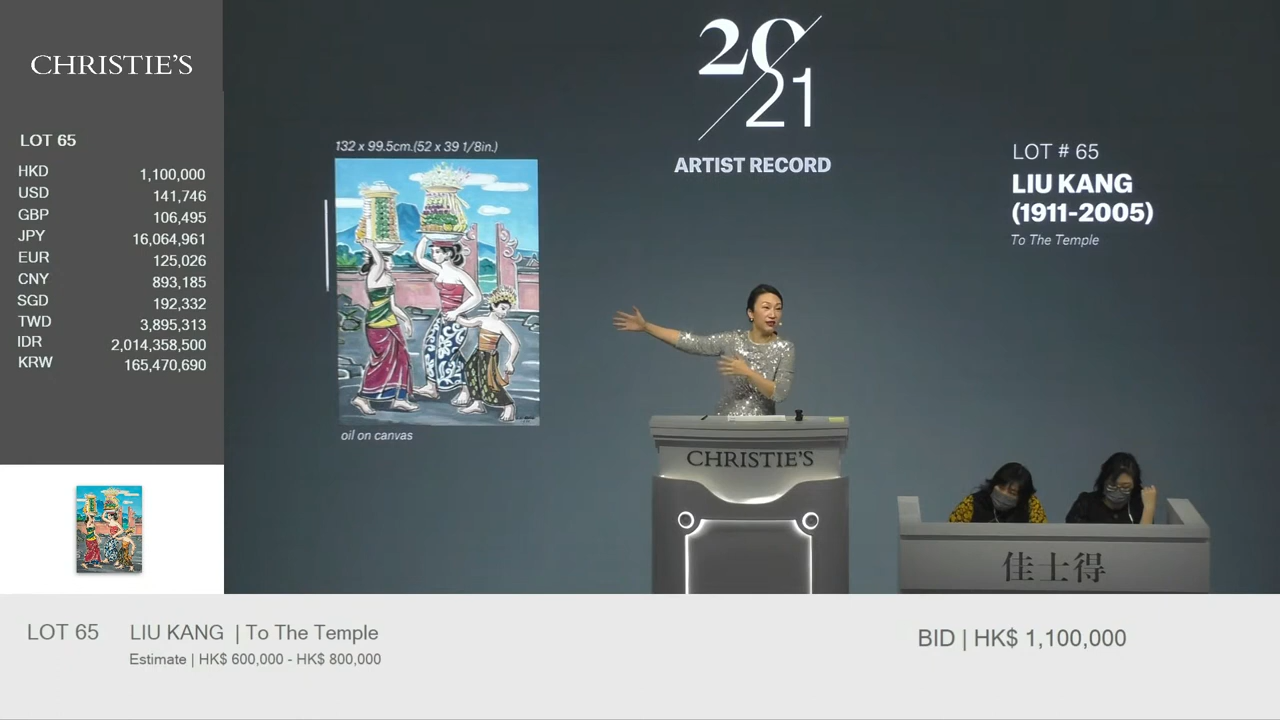 CHRISTIE'S
LOT 65
HKD 1,100,000
USD 141,746
GBP 106,495
JPY 16,064,961
EUR 125,026
CNY 893,185
SGD 192,332
TWD 3,895,313
IDR 2,014,358,500
KRW 165,470,690
20/21
ARTIST RECORD
132 x 99.5cm.(52 x 39 1/8in.)
oil on canvas
LOT # 65
LIU KANG
(1911-2005)
To The Temple
CHRISTIE'S
佳士得
LOT 65 LIU KANG | To The Temple
Estimate | HK$ 600,000 - HK$ 800,000
BID | HK$ 1,100,000